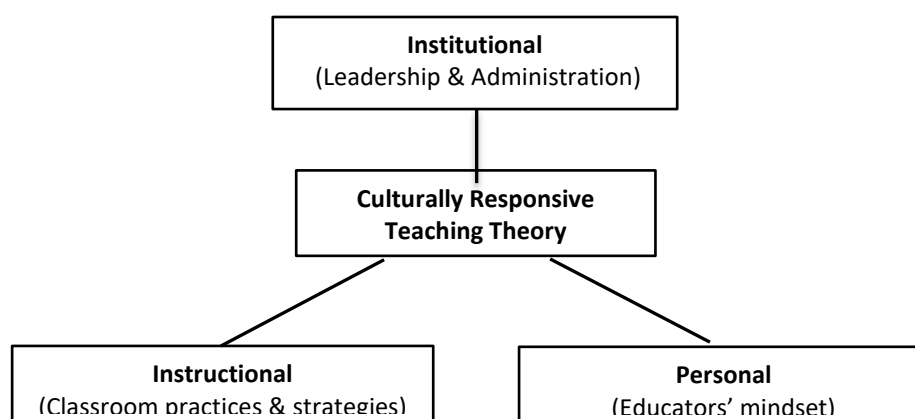 Institutional
(Leadership & Administration)
Culturally Responsive
Teaching Theory
Instructional
(Classroom practices & strategies)
Personal
(Educators’ mindset)